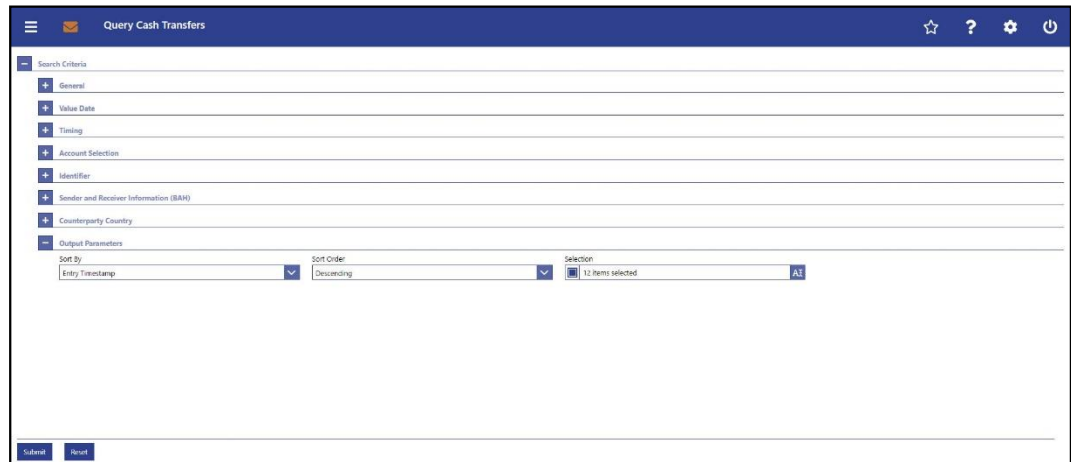 Query Cash Transfers
?
Search Criteria
General
Value Date
Timing
Account Selection
Identifier
Sender and Receiver Information (BAH)
Counterparty Country
Output Parameters
Sort By Sort Order Selection
Entry Timestamp Descending 12 items selected
Submit Reset